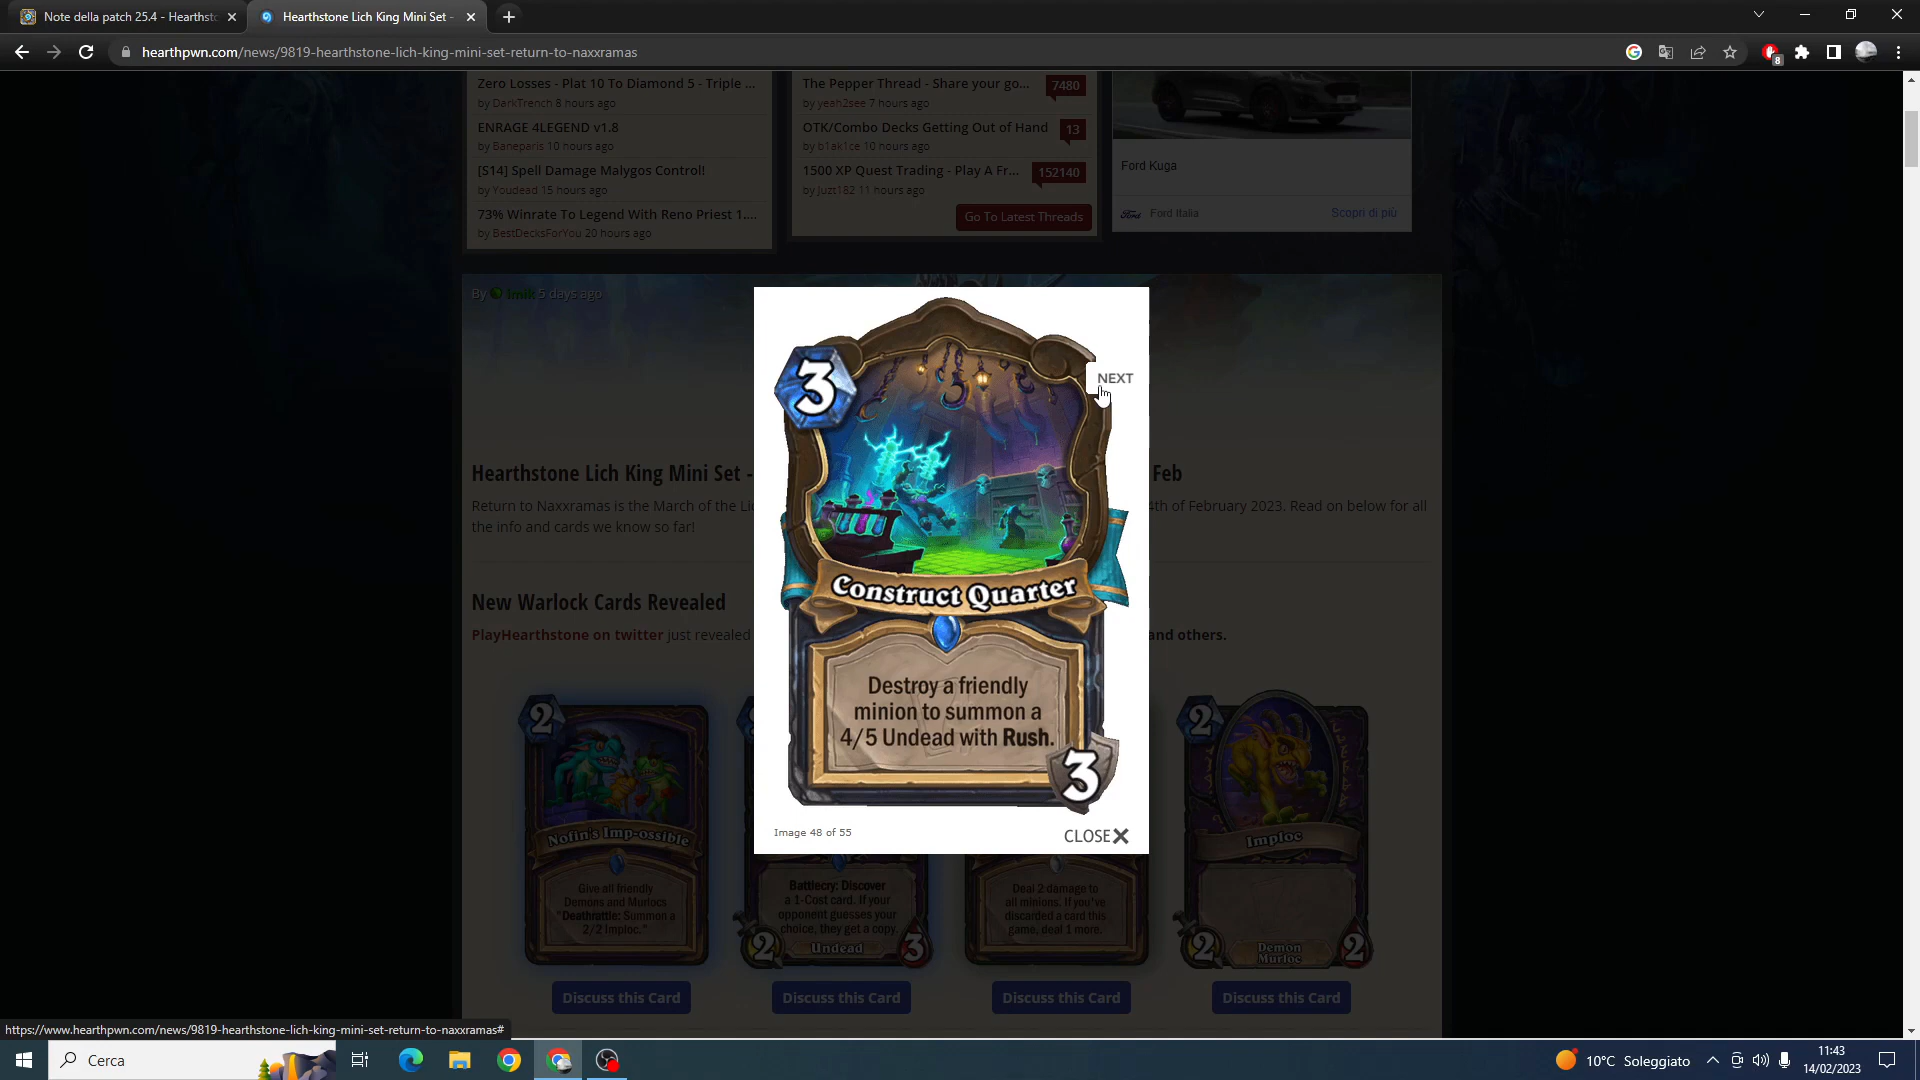 Note della patch 25.4 - Hearthsto
Hearthstone Lich King Mini Set -
hearthpwn.com/news/9819-hearthstone-lich-king-mini-set-return-to-naxxramas
8
Zero Losses - Plat 10 To Diamond 5 - Triple ...
by DarkTrench 8 hours ago
ENRAGE 4LEGEND v1.8
by Baneparis 10 hours ago
[S14] Spell Damage Malygos Control!
by Youdead 15 hours ago
73% Winrate To Legend With Reno Priest 1....
by BestDecksForYou 20 hours ago
The Pepper Thread - Share your go...
7480
by yeah2see 7 hours ago
OTK/Combo Decks Getting Out of Hand
13
by b1ak1ce 10 hours ago
1500 XP Quest Trading - Play A Fr...
152140
by Juzt182 11 hours ago
Go To Latest Threads
Ford Kuga
Ford
Ford Italia
Scopri di più
By Imik 5 days ago
Hearthstone Lich King Mini Set -
Feb
Return to Naxxramas is the March of the Lic
4th of February 2023. Read on below for all
the info and cards we know so far!
New Warlock Cards Revealed
PlayHearthstone on twitter just revealed
and others.
3
NEXT
Construct Quarter
Destroy a friendly
minion to summon a
4/5 Undead with Rush.
3
Image 48 of 55
CLOSE
2
Nofin's Imp-ossible
Give all friendly
Demons and Murlocs
"Deathrattle: Summon a
2/2 Imploc."
Discuss this Card
Battlecry: Discover
a 1-Cost card. If your
opponent guesses your
choice, they get a copy.
2
Undead
3
Discuss this Card
Deal 2 damage to
all minions. If you've
discarded a card this
game, deal 1 more.
Discuss this Card
2
Imploc
2
Demon
Murloc
2
Discuss this Card
https://www.hearthpwn.com/news/9819-hearthstone-lich-king-mini-set-return-to-naxxramas#
Cerca
10°C Soleggiato
11:43
14/02/2023